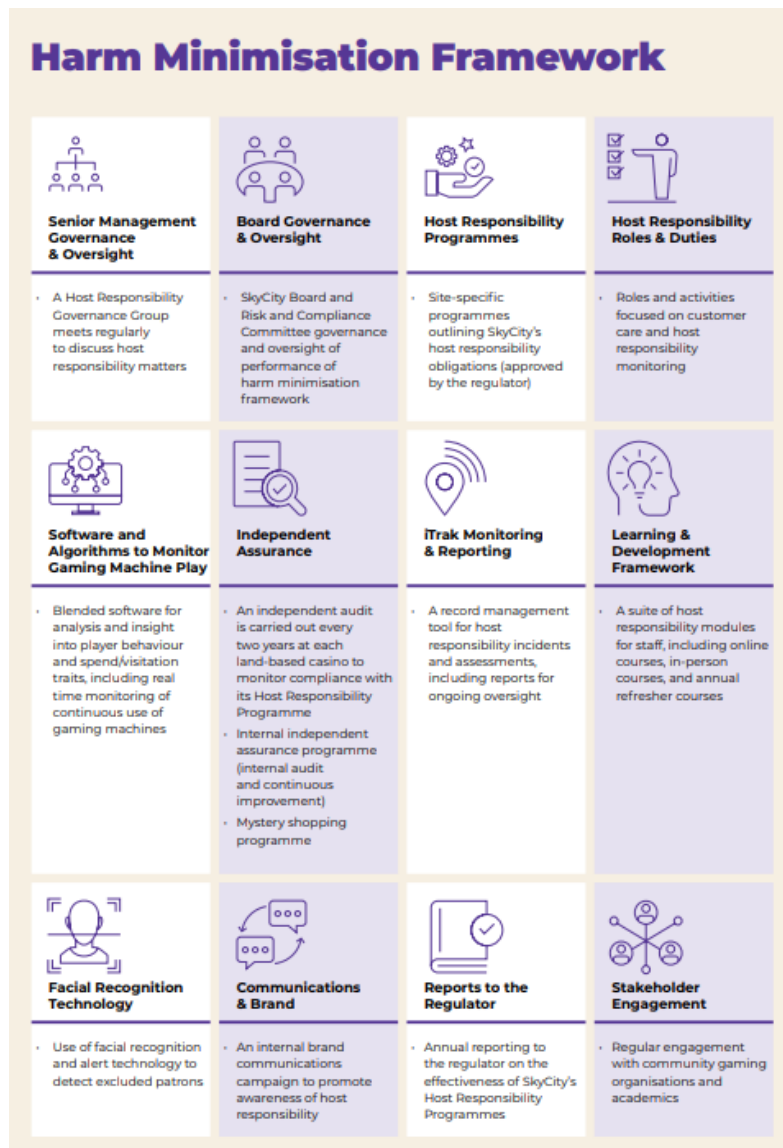 Harm Minimisation Framework
Senior Management
Governance
& Oversight
• A Host Responsibility
Governance Group
meets regularly
to discuss host
responsibility matters
Board Governance
& Oversight
• SkyCity Board and
Risk and Compliance
Committee governance
and oversight of
performance of
harm minimisation
framework
Host Responsibility
Programmes
• Site-specific
programmes
outlining SkyCity's
host responsibility
obligations (approved
by the regulator)
Host Responsibility
Roles & Duties
• Roles and activities
focused on customer
care and host
responsibility
monitoring
Software and
Algorithms to Monitor
Gaming Machine Play
• Blended software for
analysis and insight
into player behaviour
and spend/visitation
traits, including real
time monitoring of
continuous use of
gaming machines
Independent
Assurance
• An independent audit
is carried out every
two years at each
land-based casino to
monitor compliance with
its Host Responsibility
Programme
• Internal independent
assurance programme
(internal audit
and continuous
improvement)
• Mystery shopping
programme
iTrak Monitoring
& Reporting
• A record management
tool for host
responsibility incidents
and assessments,
including reports for
ongoing oversight
Learning &
Development
Framework
• A suite of host
responsibility modules
for staff, including online
courses, in-person
courses, and annual
refresher courses
Facial Recognition
Technology
• Use of facial recognition
and alert technology to
detect excluded patrons
Communications
& Brand
• An internal brand
communications
campaign to promote
awareness of host
responsibility
Reports to the
Regulator
• Annual reporting to
the regulator on the
effectiveness of SkyCity's
Host Responsibility
Programmes
Stakeholder
Engagement
• Regular engagement
with community gaming
organisations and
academics